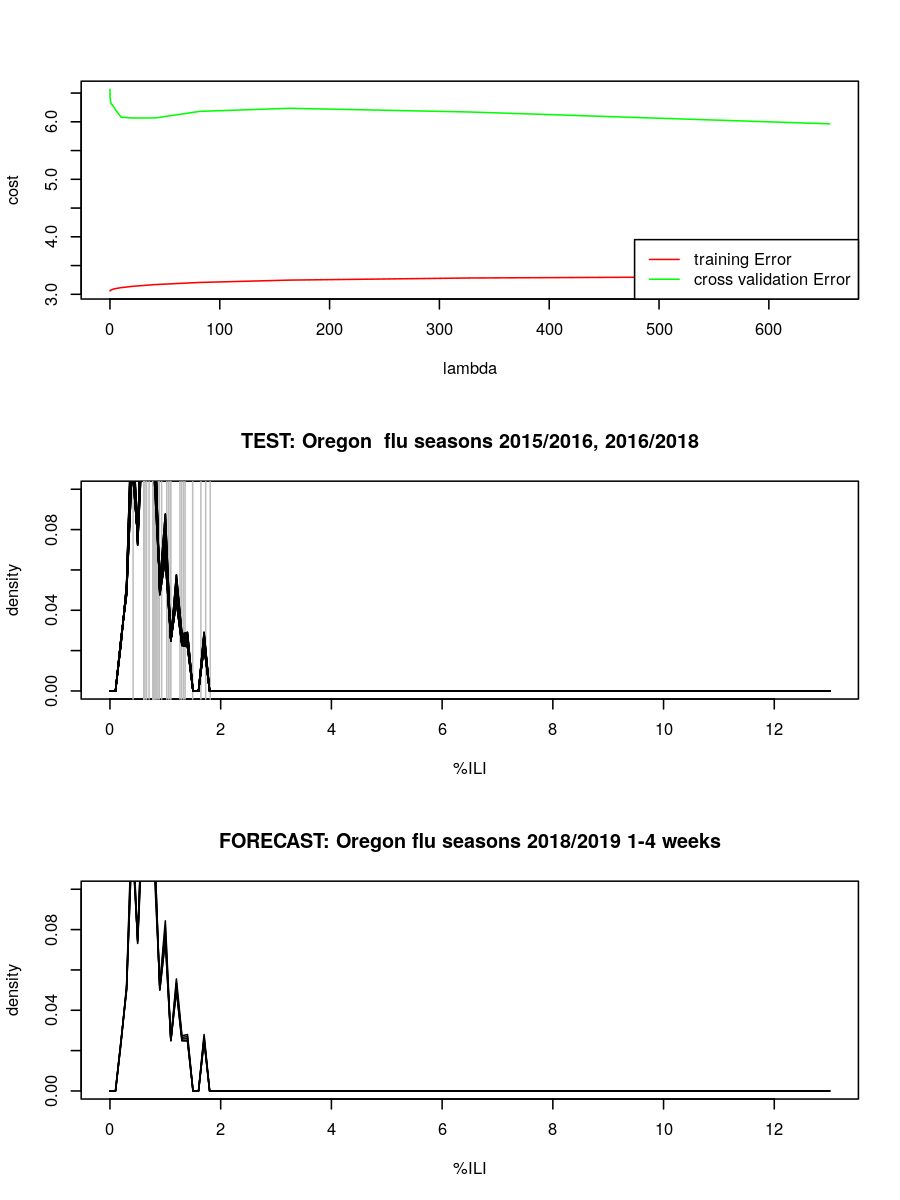 cost
6.0
5.0
4.0
3.0
training Error
cross validation Error
0 100 200 300 400 500 600
lambda
TEST: Oregon  flu seasons 2015/2016, 2016/2018
density
0.08
0.04
0.00
0 2 4 6 8 10 12
%ILI
FORECAST: Oregon flu seasons 2018/2019 1-4 weeks
density
0.08
0.04
0.00
0 2 4 6 8 10 12
%ILI